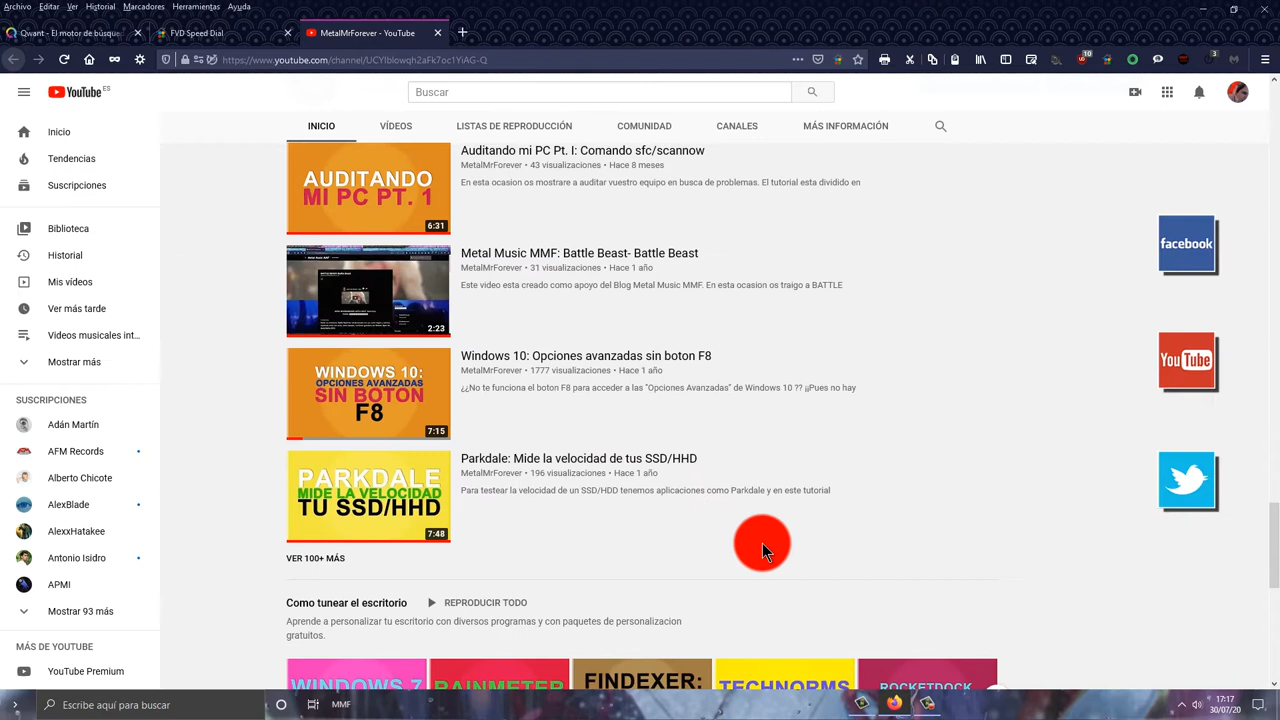 Archivo Editar Ver Historial Marcadores Herramientas Ayuda
Qwant - El motor de búsque
FVD Speed Dial
MetalMrForever - YouTube
https://www.youtube.com/channel/UCYIblowqh2aFk7oc1YiAG-Q
10
3
YouTube ES
Buscar
INICIO
VÍDEOS
LISTAS DE REPRODUCCIÓN
COMUNIDAD
CANALES
MÁS INFORMACIÓN
Inicio
Tendencias
Suscripciones
Biblioteca
Historial
Mis vídeos
Ver más tarde
Videos musicales int...
Mostrar más
SUSCRIPCIONES
Adán Martín
AFM Records
Alberto Chicote
AlexBlade
AlexxHatakee
Antonio Isidro
APMI
Mostrar 93 más
MÁS DE YOUTUBE
YouTube Premium
AUDITANDO
MI PC PT. 1
6:31
Auditando mi PC Pt. I: Comando sfc/scannow
MetalMrForever • 43 visualizaciones • Hace 8 meses
En esta ocasion os mostrare a auditar vuestro equipo en busca de problemas. El tutorial esta dividido en
2:23
Metal Music MMF: Battle Beast- Battle Beast
MetalMrForever • 31 visualizaciones • Hace 1 año
Este video esta creado como apoyo del Blog Metal Music MMF. En esta ocasion os traigo a BATTLE
WINDOWS 10:
OPCIONES AVANZADAS
SIN BOTON
F8
7:15
Windows 10: Opciones avanzadas sin boton F8
MetalMrForever • 1777 visualizaciones • Hace 1 año
¿¿No te funciona el boton F8 para acceder a las "Opciones Avanzadas" de Windows 10 ?? ¡¡Pues no hay
PARKDALE
MIDE LA VELOCIDAD
TU SSD/HHD
7:48
Parkdale: Mide la velocidad de tus SSD/HHD
MetalMrForever • 196 visualizaciones • Hace 1 año
Para testear la velocidad de un SSD/HDD tenemos aplicaciones como Parkdale y en este tutorial
VER 100+ MÁS
Como tunear el escritorio
REPRODUCIR TODO
Aprende a personalizar tu escritorio con diversos programas y con paquetes de personalizacion
gratuitos.
WINDOWS 7
RAINMETER
FINDEXER:
TECHNORMS
ROCKETDOCK
facebook
YouTube
Escribe aquí para buscar
MMF
17:17
30/07/20